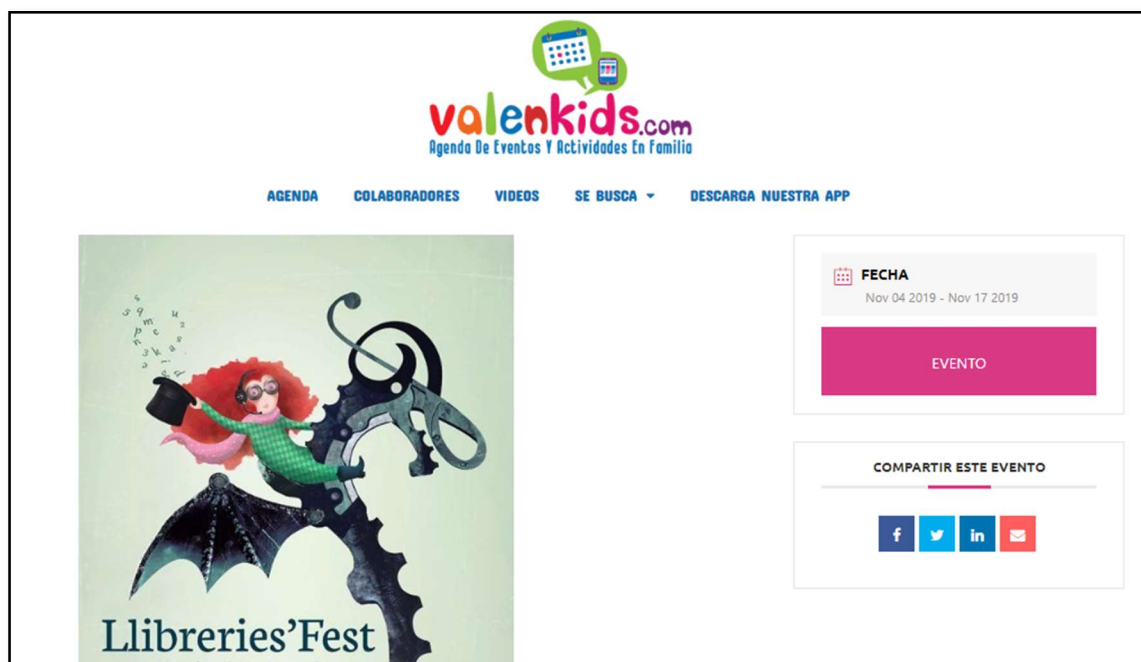 valenkids.com
Agenda De Eventos Y Actividades En Familia
AGENDA COLABORADORES VIDEOS SE BUSCA DESCARGA NUESTRA APP
Llibreries'Fest
FECHA
Nov 04 2019 - Nov 17 2019
EVENTO
COMPARTIR ESTE EVENTO
f in